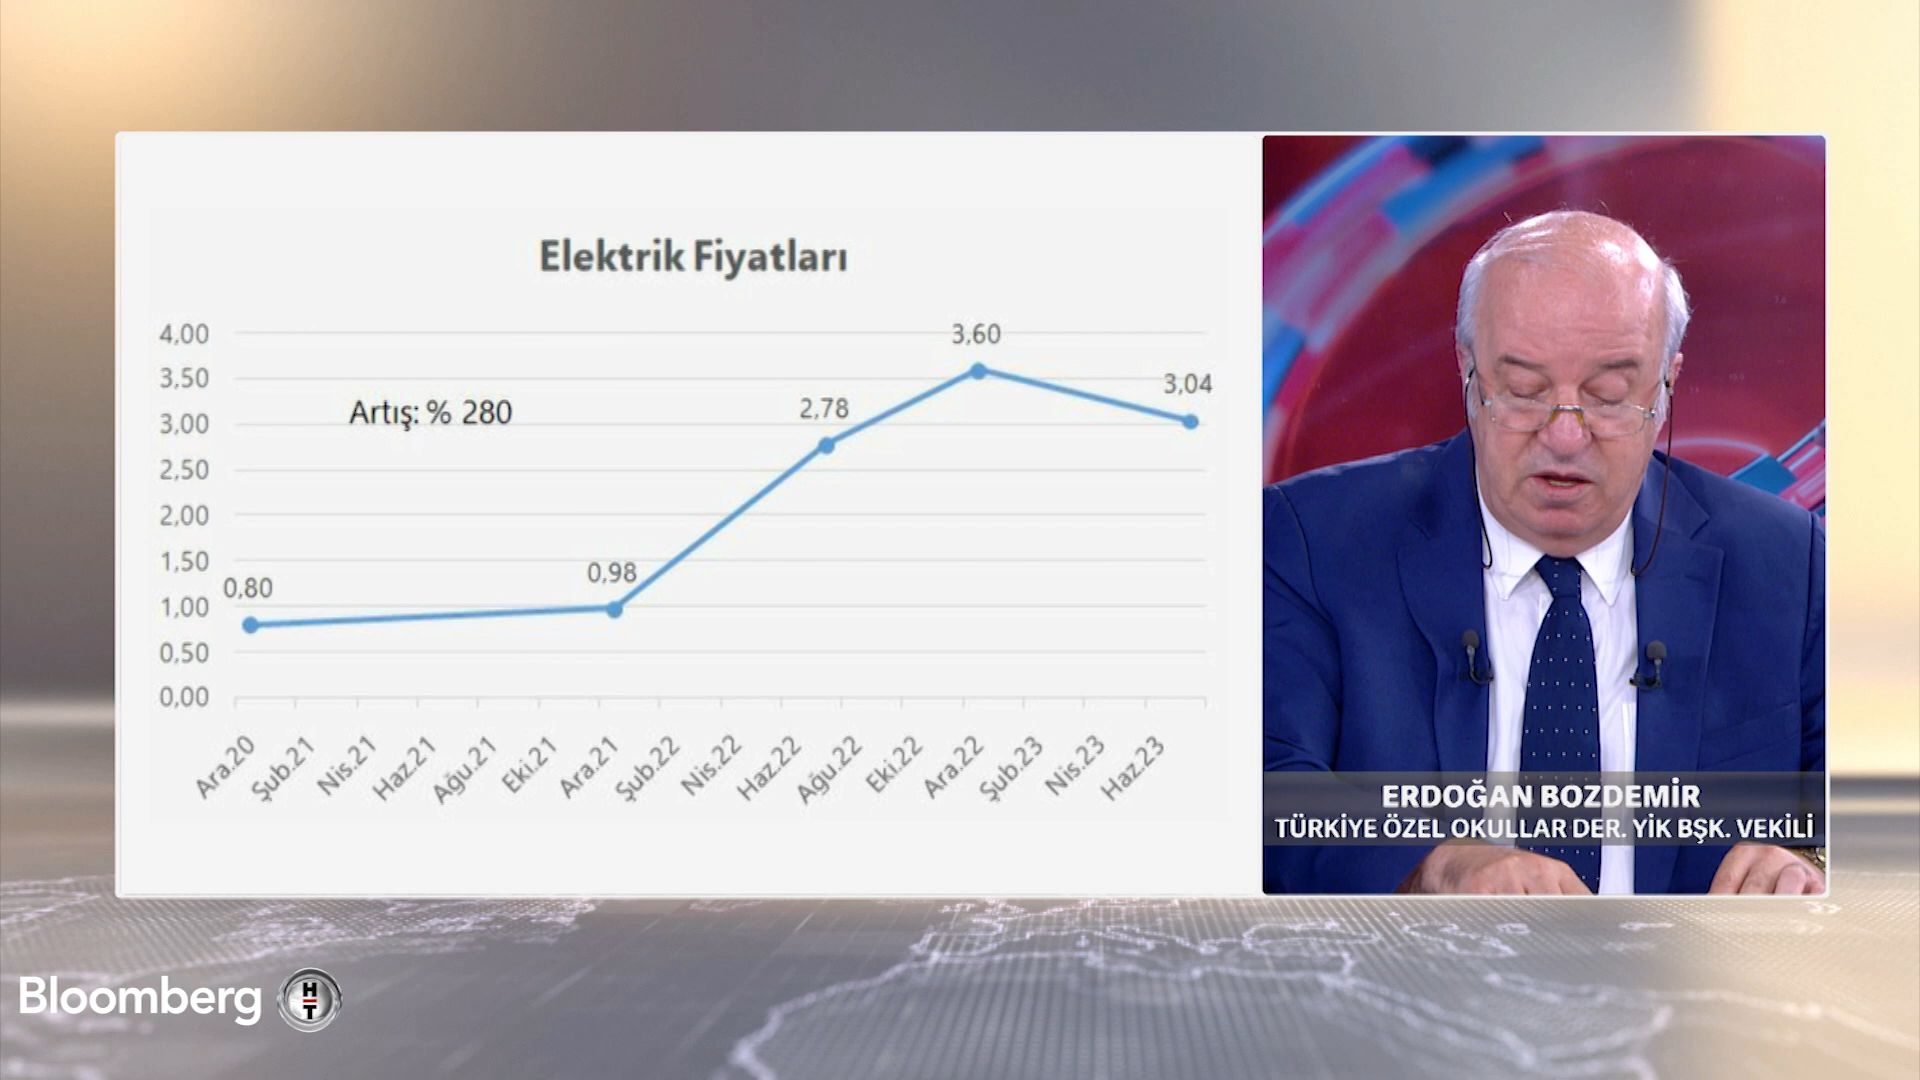 Elektrik Fiyatları
4,00
3,50
3,00
2,50
2,00
1,50
1,00
0,50
0,00
Artış: % 280
0,80
0,98
2,78
3,60
3,04
Ara.20
Şub.21
Nis.21
Haz.21
Ağu.21
Eki.21
Ara.21
Şub.22
Nis.22
Haz.22
Ağu.22
Eki.22
Ara.22
Şub.23
Nis.23
Haz.23
ERDOĞAN BOZDEMİR
TÜRKİYE ÖZEL OKULLAR DER. YİK BŞK. VEKİLİ
Bloomberg HT